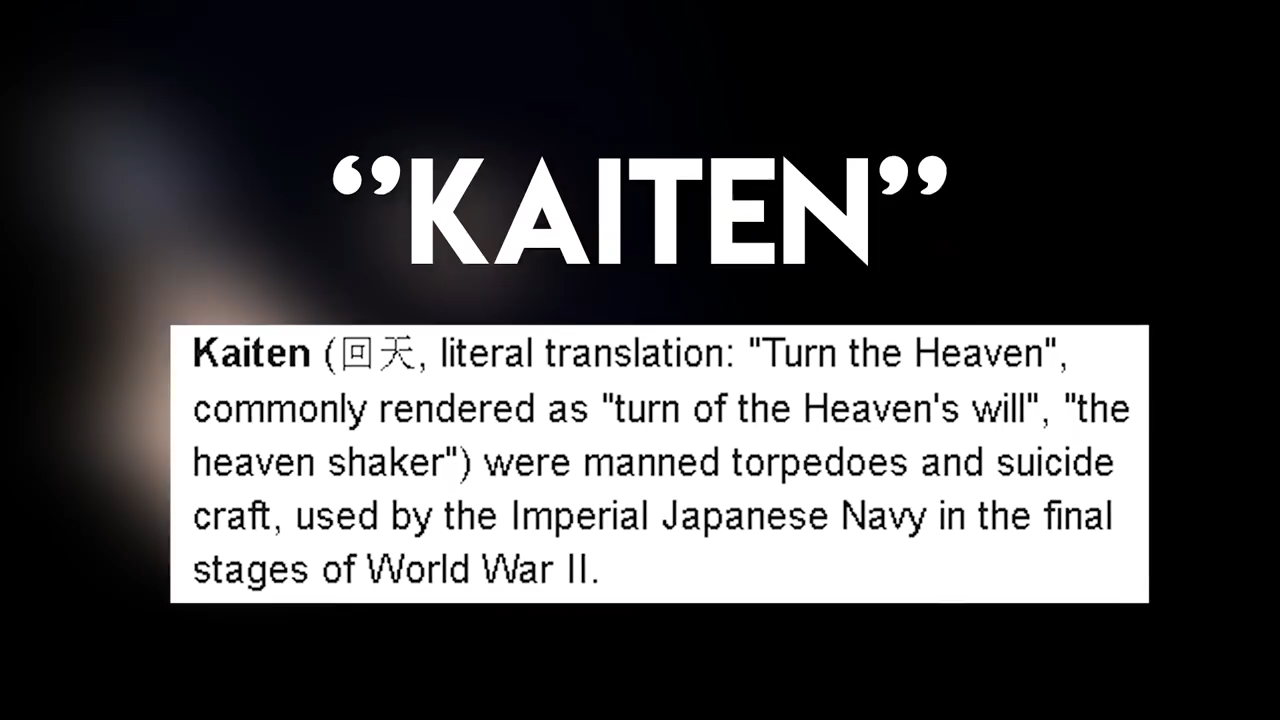 ‘’KAITEN’’
Kaiten (回天, literal translation: "Turn the Heaven",
commonly rendered as "turn of the Heaven's will", "the
heaven shaker") were manned torpedoes and suicide
craft, used by the Imperial Japanese Navy in the final
stages of World War II.